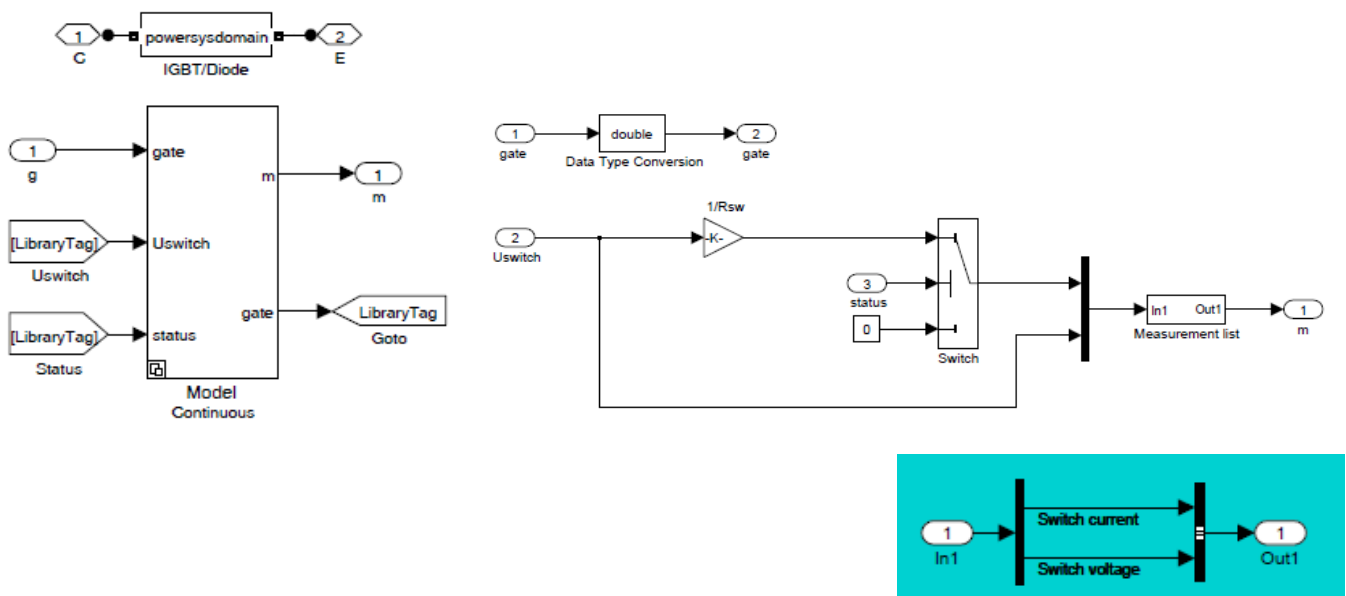 1
C
powersysdomain
IGBT/Diode
2
E
1
g
[LibraryTag]
Uswitch
[LibraryTag]
Status
gate
Uswitch
status
m
gate
Model
Continuous
1
m
LibraryTag
Goto
1
gate
double
Data Type Conversion
2
gate
2
Uswitch
1/Rsw
-K-
3
status
0
Switch
In1 Out1
Measurement list
1
m
1
In1
Switch current
Switch voltage
1
Out1